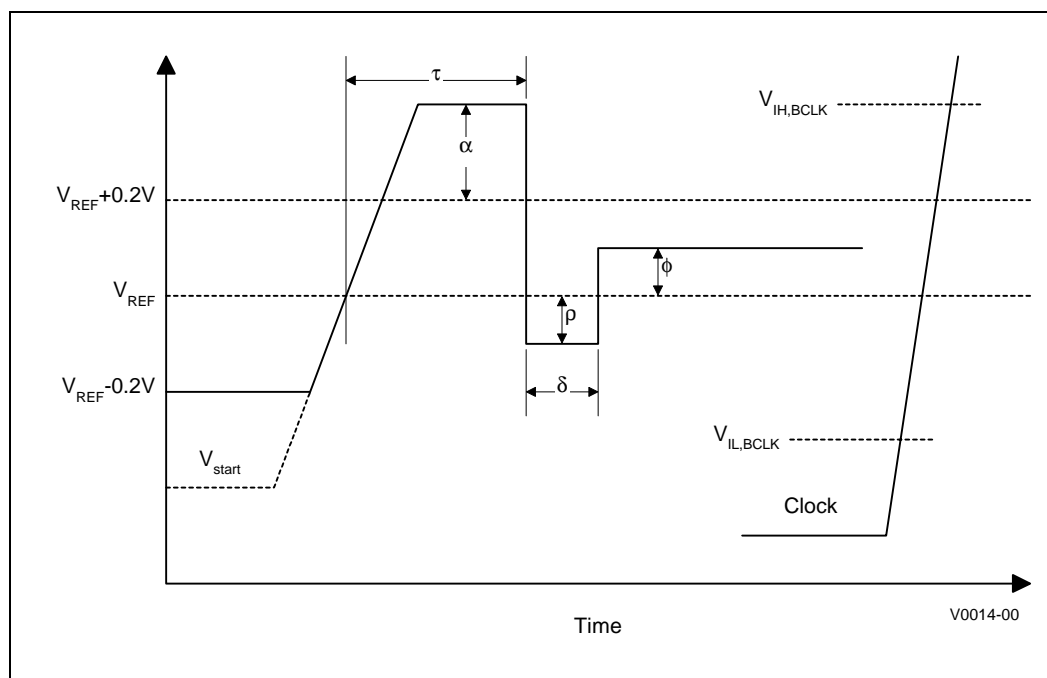 τ
V_IH,BCLK
α
V_REF+0.2V
ϕ
V_REF
ρ
V_REF-0.2V
δ
V_IL,BCLK
V_start
Clock
V0014-00
Time